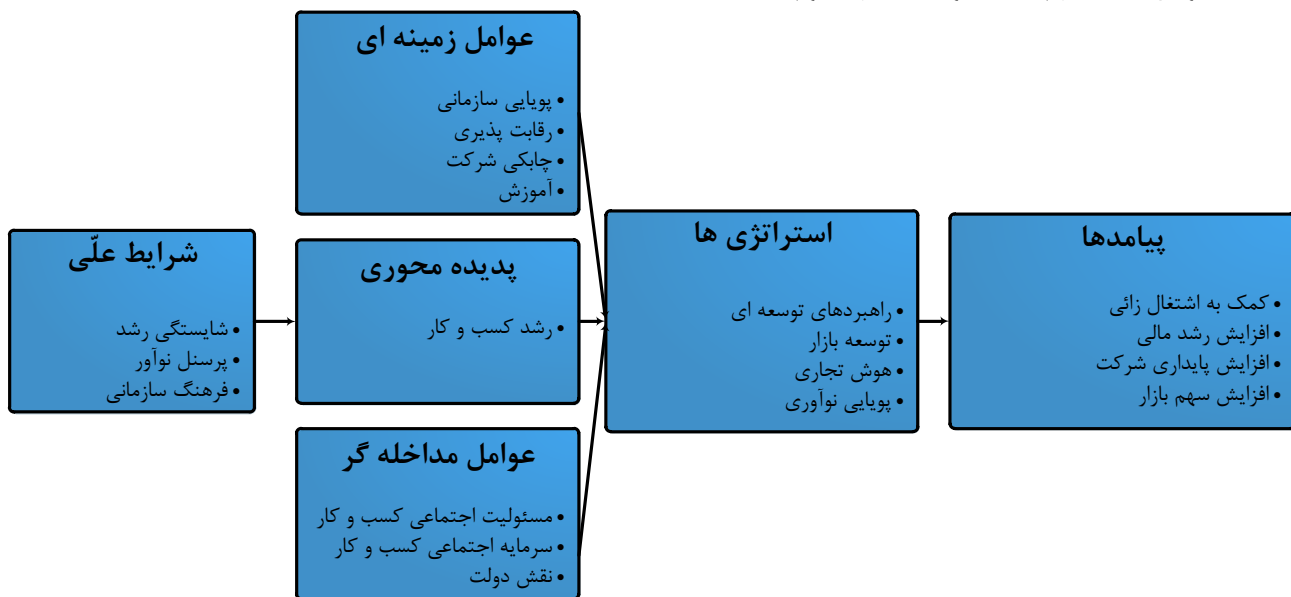 عوامل زمینه ای
• پویایی سازمانی
• رقابت پذیری
• چابکی شرکت
• آموزش
شرایط علّی
• شایستگی رشد
• پرسنل نوآور
• فرهنگ سازمانی
پدیده محوری
• رشد کسب و کار
عوامل مداخله گر
• مسئولیت اجتماعی کسب و کار
• سرمایه اجتماعی کسب و کار
• نقش دولت
استراتژی ها
• راهبردهای توسعه ای
• توسعه بازار
• هوش تجاری
• پویایی نوآوری
پیامدها
• کمک به اشتغال زائی
• افزایش رشد مالی
• افزایش پایداری شرکت
• افزایش سهم بازار